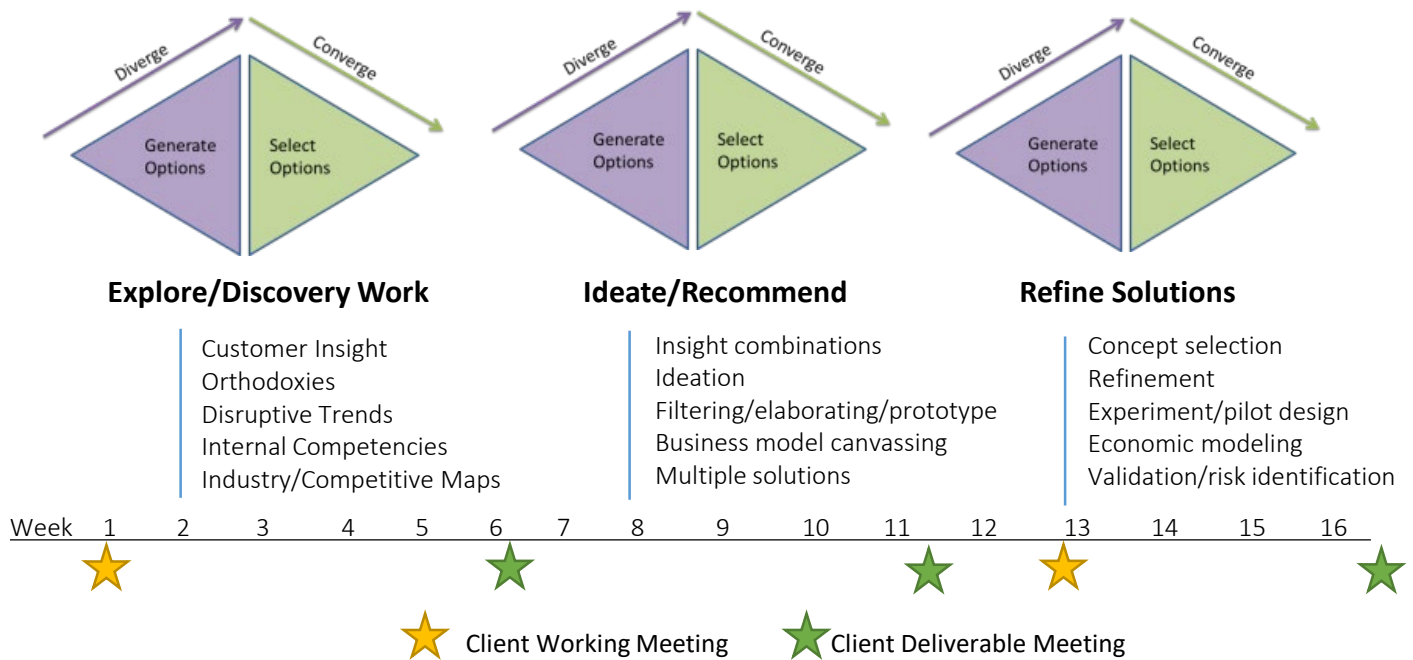 Diverge
Converge
Generate
Options
Select
Options
Diverge
Converge
Generate
Options
Select
Options
Diverge
Converge
Generate
Options
Select
Options
Explore/Discovery Work
Customer Insight
Orthodoxies
Disruptive Trends
Internal Competencies
Industry/Competitive Maps
Ideate/Recommend
Insight combinations
Ideation
Filtering/elaborating/prototype
Business model canvassing
Multiple solutions
Refine Solutions
Concept selection
Refinement
Experiment/pilot design
Economic modeling
Validation/risk identification
Week 1 2 3 4 5 6 7 8 9 10 11 12 13 14 15 16
Client Working Meeting
Client Deliverable Meeting